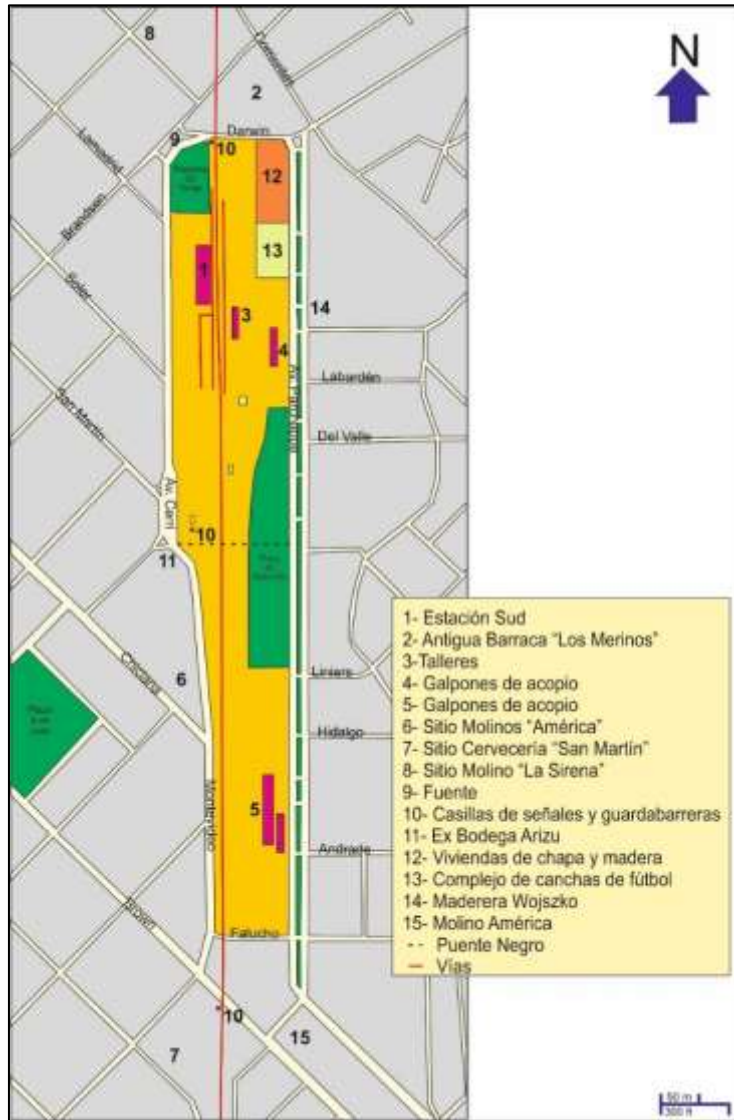 N
8
Lamadrid
2
Darwin
9
10
12
Brandsen
13
Soler
1
14
3
4
Labardén
San Martín
Del Valle
Av. Cerri
10
11
Liniers
Chiclana
6
Hidalgo
Montevideo
5
Andrade
Brown
Falucho
10
15
7
1- Estación Sud
2- Antigua Barraca "Los Merinos"
3-Talleres
4- Galpones de acopio
5- Galpones de acopio
6- Sitio Molinos "América"
7- Sitio Cervecería "San Martín"
8- Sitio Molino "La Sirena"
9- Fuente
10- Casillas de señales y guardabarreras
11- Ex Bodega Arizu
12- Viviendas de chapa y madera
13- Complejo de canchas de fútbol
14- Maderera Wojszko
15- Molino América
-- Puente Negro
— Vías